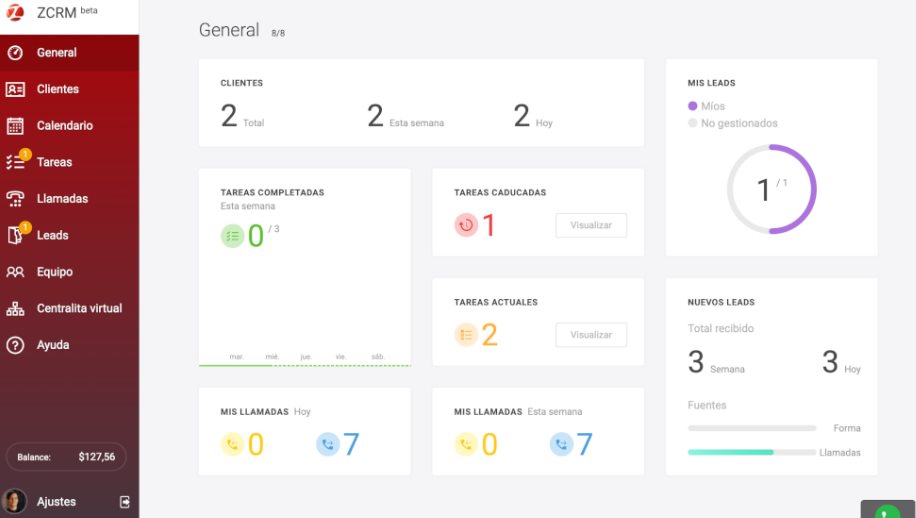 ZCRM beta
General
Clientes
Calendario
1
Tareas
Llamadas
1
Leads
Equipo
Centralita virtual
Ayuda
Balance: $127,56
Ajustes
General 8/8
CLIENTES
2 Total 2 Esta semana 2 Hoy
MIS LEADS
Míos
No gestionados
1 / 1
TAREAS COMPLETADAS
Esta semana
0 / 3
mar. mié. jue. vie. sáb.
TAREAS CADUCADAS
1 Visualizar
TAREAS ACTUALES
2 Visualizar
NUEVOS LEADS
Total recibido
3 Semana 3 Hoy
Fuentes
Forma
Llamadas
MIS LLAMADAS Hoy
0 7
MIS LLAMADAS Esta semana
0 7